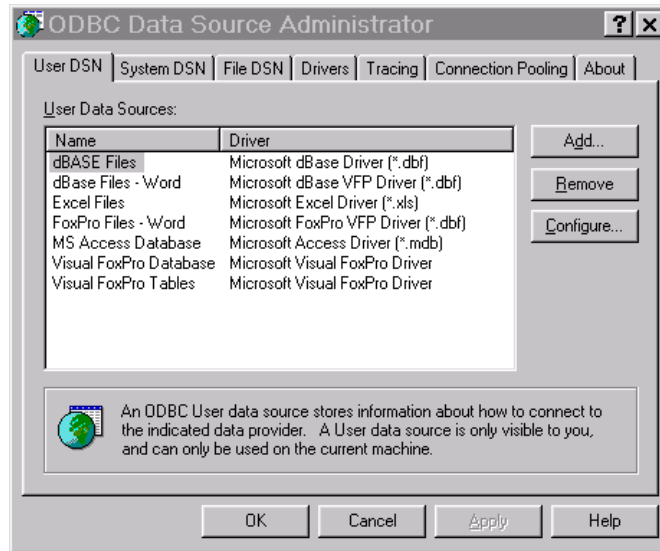 ODBC Data Source Administrator
User DSN System DSN File DSN Drivers Tracing Connection Pooling About
User Data Sources:
Name Driver
dBASE Files Microsoft dBase Driver (*.dbf)
dBase Files - Word Microsoft dBase VFP Driver (*.dbf)
Excel Files Microsoft Excel Driver (*.xls)
FoxPro Files - Word Microsoft FoxPro VFP Driver (*.dbf)
MS Access Database Microsoft Access Driver (*.mdb)
Visual FoxPro Database Microsoft Visual FoxPro Driver
Visual FoxPro Tables Microsoft Visual FoxPro Driver
Add...
Remove
Configure...
An ODBC User data source stores information about how to connect to
the indicated data provider. A User data source is only visible to you,
and can only be used on the current machine.
OK Cancel Apply Help